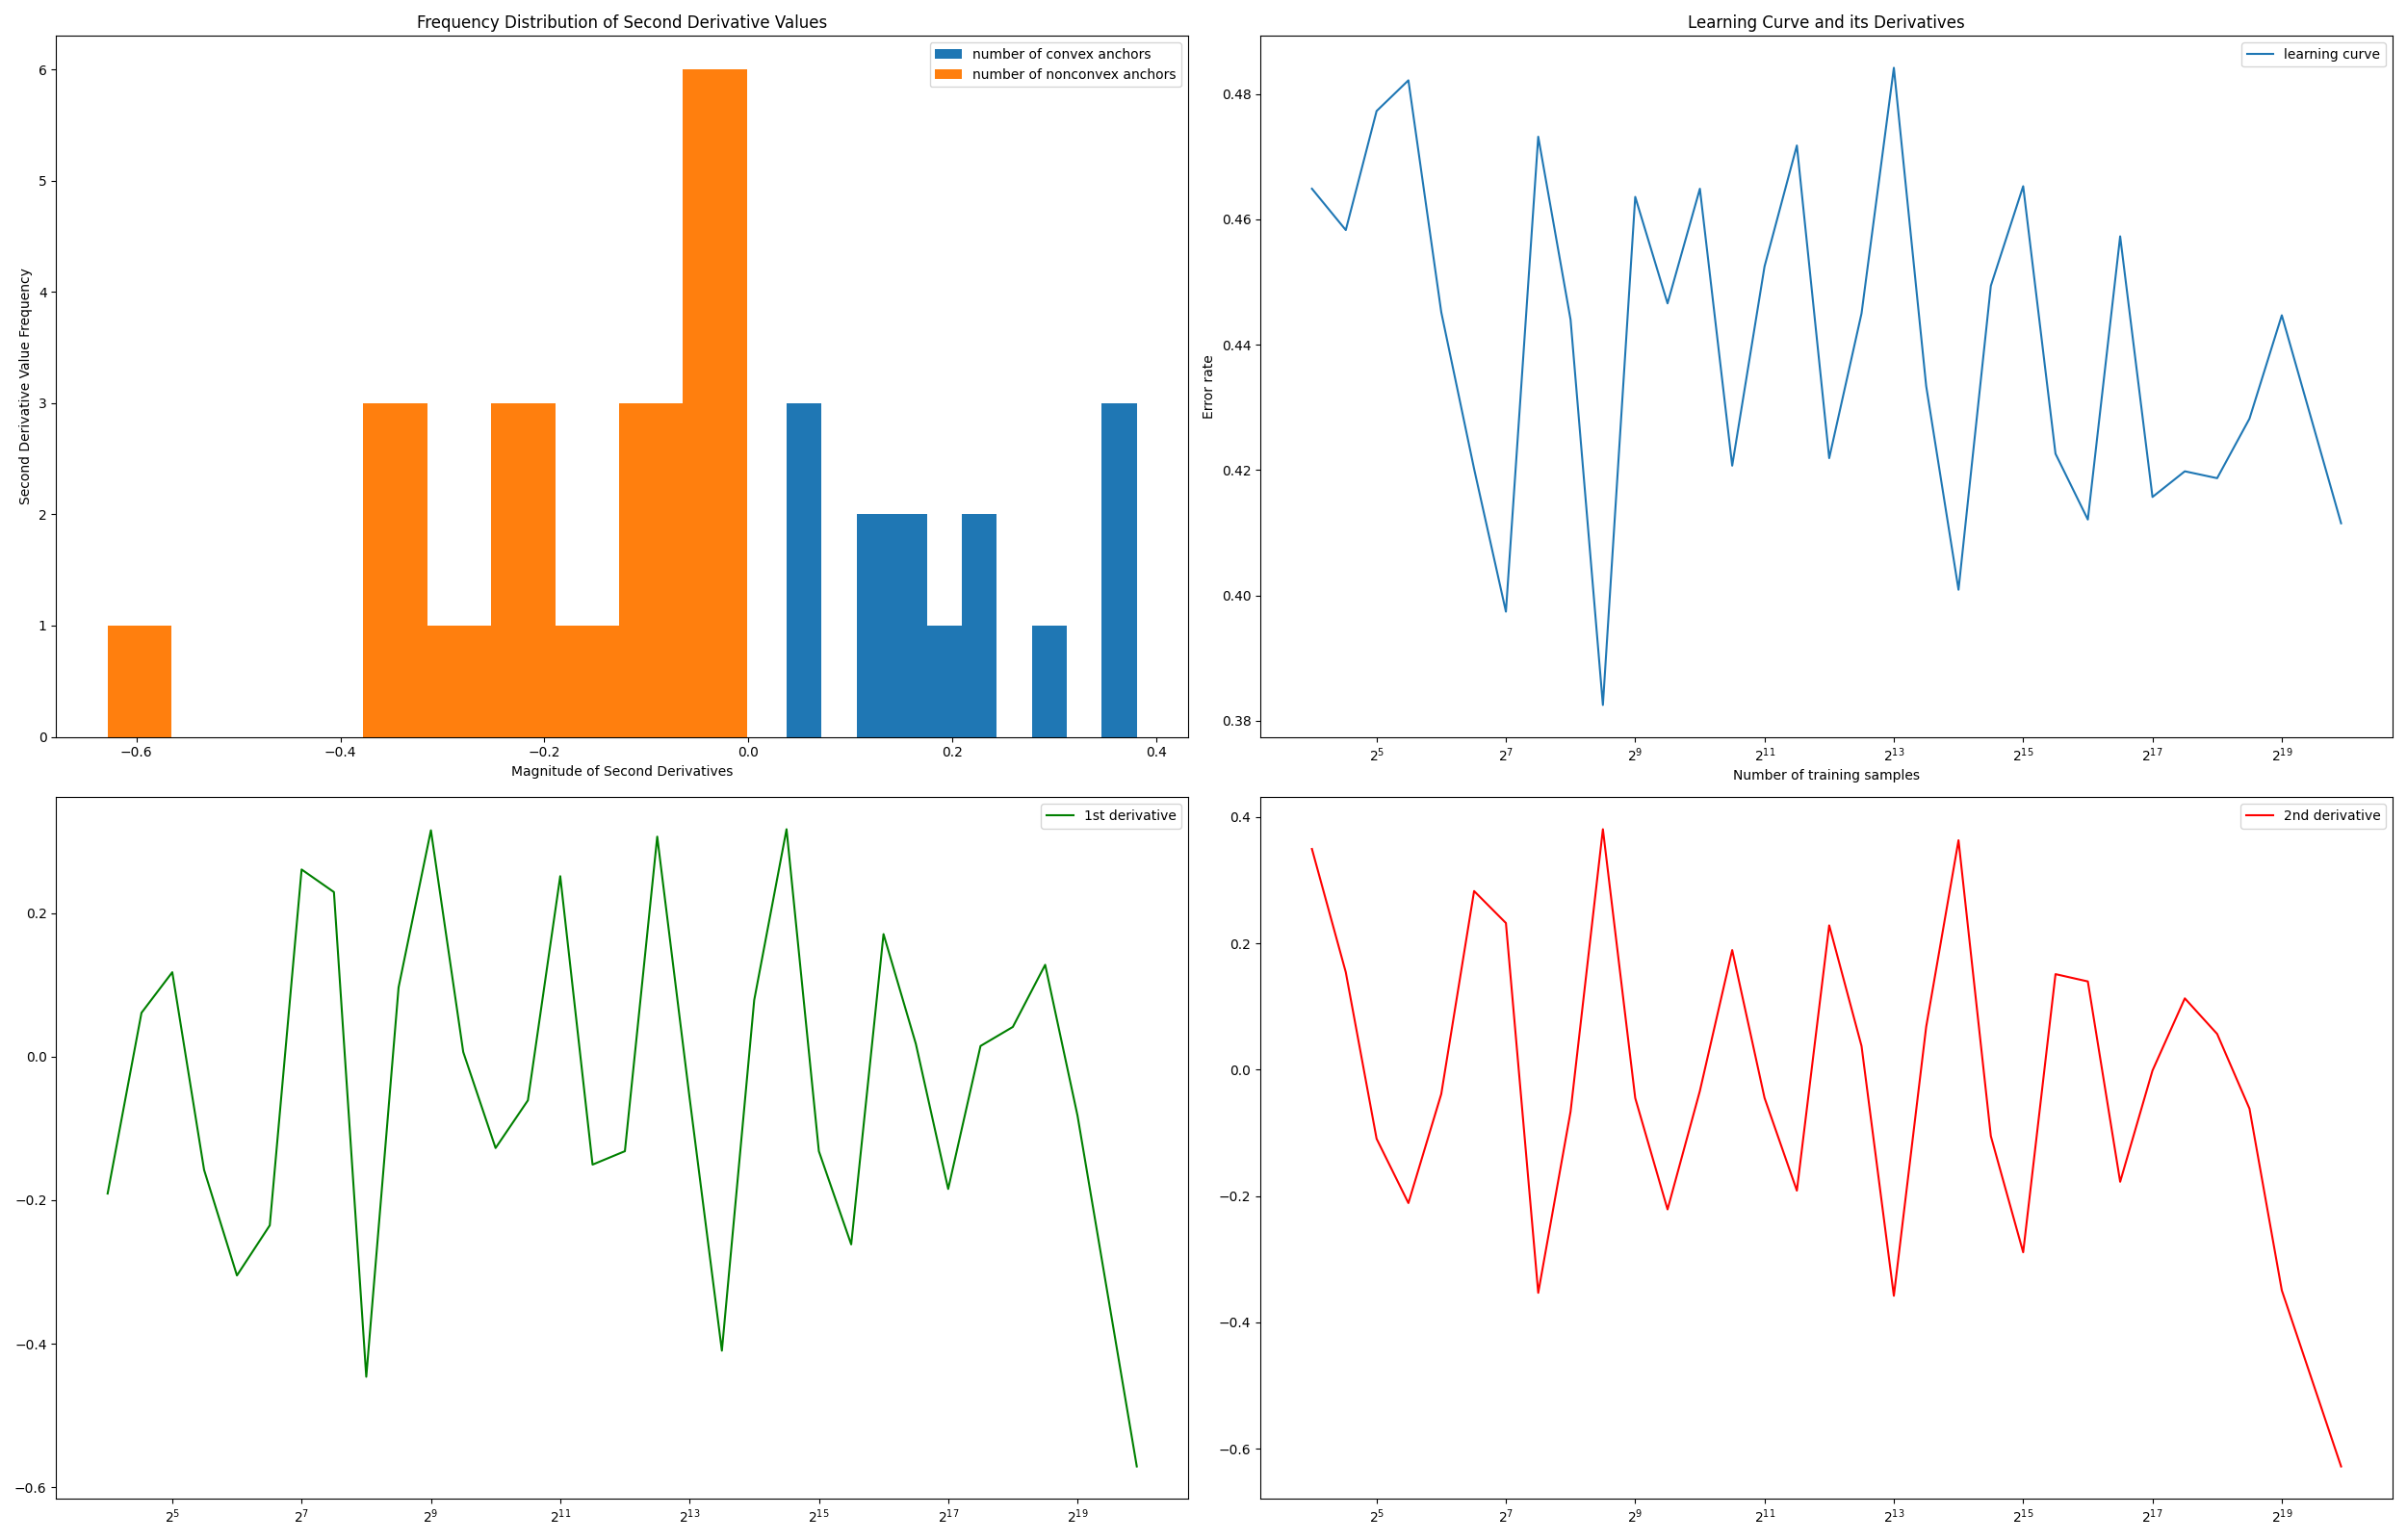 Frequency Distribution of Second Derivative Values
number of convex anchors
number of nonconvex anchors
6
5
4
3
2
1
0
Second Derivative Value Frequency
−0.6 −0.4 −0.2 0.0 0.2 0.4
Magnitude of Second Derivatives
Learning Curve and its Derivatives
learning curve
0.48
0.46
0.44
0.42
0.40
0.38
Error rate
2^5 2^7 2^9 2^11 2^13 2^15 2^17 2^19
Number of training samples
1st derivative
0.2
0.0
−0.2
−0.4
−0.6
2^5 2^7 2^9 2^11 2^13 2^15 2^17 2^19
2nd derivative
0.4
0.2
0.0
−0.2
−0.4
−0.6
2^5 2^7 2^9 2^11 2^13 2^15 2^17 2^19